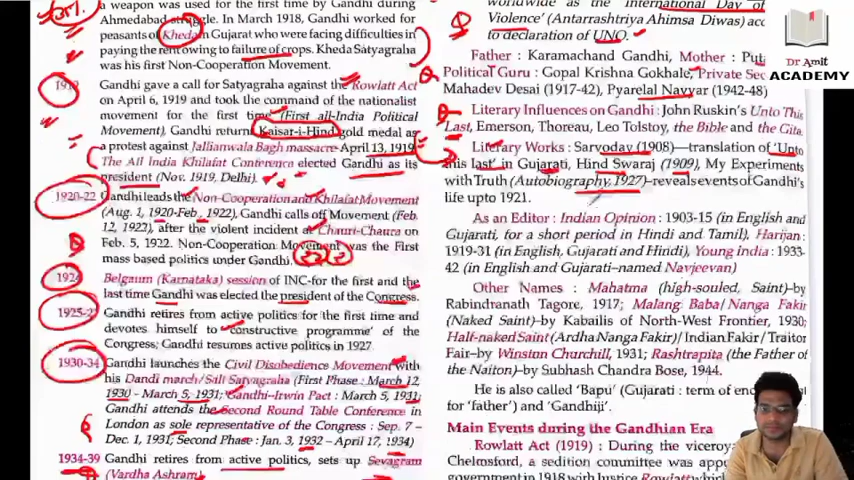 a weapon was used for the first time by Gandhi during
Ahmedabad struggle. In March 1918, Gandhi worked for
peasants of Kheda in Gujarat who were facing difficulties in
paying the rent owing to failure of crops. Kheda Satyagraha
was his first Non-Cooperation Movement.
1919 Gandhi gave a call for Satyagraha against the Rowlatt Act
on April 6, 1919 and took the command of the nationalist
movement for the first time (First all-India Political
Movement), Gandhi return Kaisar-i-Hind gold medal as
a protest against Jallianwala Bagh massacre-April 13, 1919
The All India Khilafat Conference elected Gandhi as its
president (Nov. 1919, Delhi).
1920-22 Gandhi leads the Non-Cooperation and Khilafat Movement
(Aug. 1, 1920-Feb., 1922), Gandhi calls off Movement (Feb.
12, 1922), after the violent incident at Chauri-Chaura on
Feb. 5, 1922. Non-Cooperation Movement was the First
mass based politics under Gandhi.
1924 Belgaum (Karnataka) session of INC-for the first and the
last time Gandhi was elected the president of the Congress.
1925-27 Gandhi retires from active politics for the first time and
devotes himself to 'constructive programme' of the
Congress; Gandhi resumes active politics in 1927
1930-34 Gandhi launches the Civil Disobedience Movement with
his Dandi march/Salt Satyagraha (First Phase : March 12,
1930 - March 5, 1931; Gandhi-Irwin Pact : March 5, 1931;
Gandhi attends the Second Round Table Conference in
London as sole representative of the Congress : Sep. 7 –
Dec. 1, 1931; Second Phase : Jan. 3, 1932 – April 17, 1934)
1934-39 Gandhi retires from active politics, sets up Sevagram
(Vardha Ashram)
worldwide as the International Day of
Violence' (Antarrashtriya Ahimsa Diwas) acc
to declaration of UNO.
Father : Karamachand Gandhi, Mother : Put
Political Guru : Gopal Krishna Gokhale, Private Sec
Mahadev Desai (1917-42), Pyarelal Nayyar (1942-48)
Literary Influences on Gandhi : John Ruskin's Unto This
Last, Emerson, Thoreau, Leo Tolstoy, the Bible and the Gita
Literary Works : Sarvoday (1908)—translation of 'Unto
this last' in Gujarati, Hind Swaraj (1909), My Experiments
with Truth (Autobiography, 1927)–reveals events of Gandhi's
life upto 1921.
As an Editor : Indian Opinion : 1903-15 (in English and
Gujarati, for a short period in Hindi and Tamil), Harijan:
1919-31 (in English, Gujarati and Hindi), Young india : 1933-
42 (in English and Gujarati–named Navjeevan)
Other Names : Mahatma (high-souled, Saint)–by
Rabindranath Tagore, 1917; Malang Baba/Nanga Fakir
(Naked Saint)–by Kabailis of North-West Frontier, 1930;
Half-naked Saint (Ardha Nanga Fakir)/Indian Fakir/Traitor
Fair–by Winston Churchill, 1931; Rashtrapita (the Father of
the Naiton)–by Subhash Chandra Bose, 1944.
He is also called 'Bapu' (Gujarati : term of en
for 'father') and 'Gandhiji'.
Main Events during the Gandhian Era
Rowlatt Act (1919) : During the viceroy
Chelmsford, a sedition committee was app
government in 1918 with Justice Rowlatt wh
Dr Amit
ACADEMY